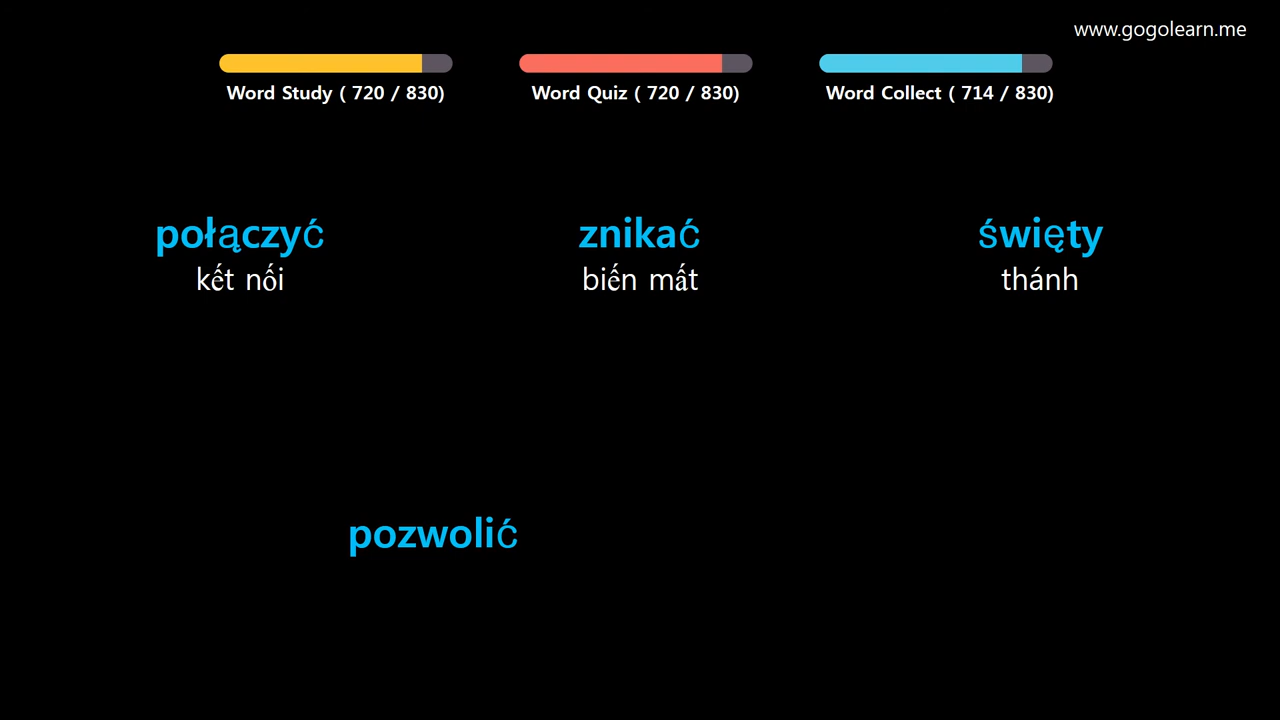 www.gogolearn.me
Word Study ( 720 / 830)
Word Quiz ( 720 / 830)
Word Collect ( 714 / 830)
połączyć
kết nối
znikać
biến mất
święty
thánh
pozwolić